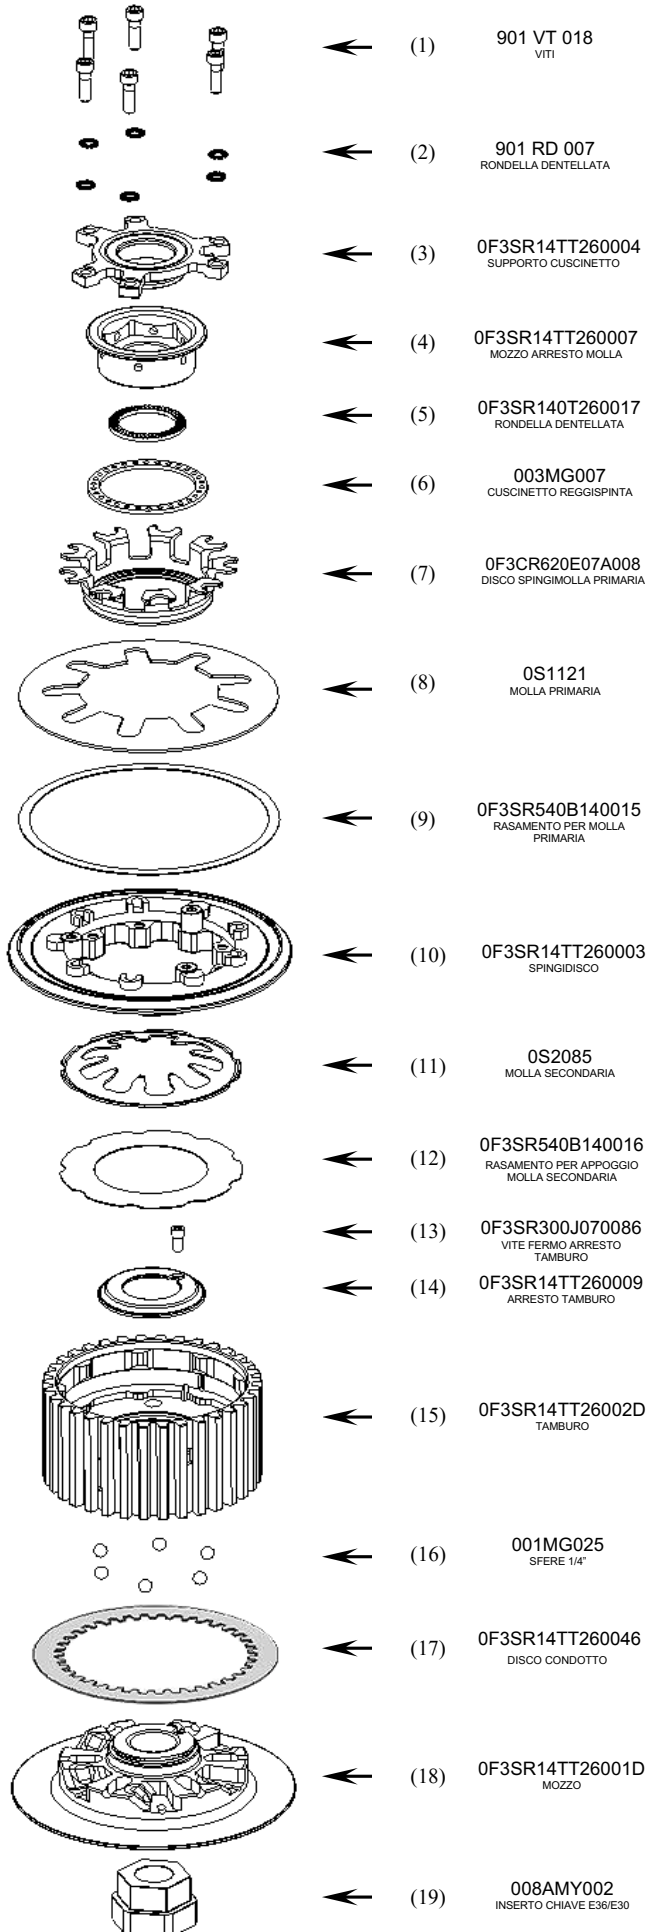 (1) 901 VT 018
VITI
(2) 901 RD 007
RONDELLA DENTELLATA
(3) 0F3SR14TT260004
SUPPORTO CUSCINETTO
(4) 0F3SR14TT260007
MOZZO ARRESTO MOLLA
(5) 0F3SR140T260017
RONDELLA DENTELLATA
(6) 003MG007
CUSCINETTO REGGISPINTA
(7) 0F3CR620E07A008
DISCO SPINGIMOLLA PRIMARIA
(8) 0S1121
MOLLA PRIMARIA
(9) 0F3SR540B140015
RASAMENTO PER MOLLA
PRIMARIA
(10) 0F3SR14TT260003
SPINGIDISCO
(11) 0S2085
MOLLA SECONDARIA
(12) 0F3SR540B140016
RASAMENTO PER APPOGGIO
MOLLA SECONDARIA
(13) 0F3SR300J070086
VITE FERMO ARRESTO
TAMBURO
(14) 0F3SR14TT260009
ARRESTO TAMBURO
(15) 0F3SR14TT26002D
TAMBURO
(16) 001MG025
SFERE 1/4"
(17) 0F3SR14TT260046
DISCO CONDOTTO
(18) 0F3SR14TT26001D
MOZZO
(19) 008AMY002
INSERTO CHIAVE E36/E30